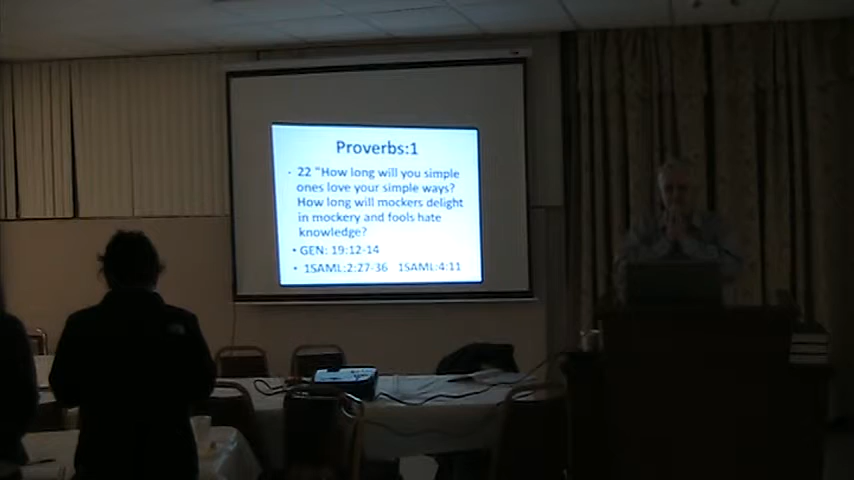 Proverbs:1
· 22 "How long will you simple
ones love your simple ways?
How long will mockers delight
in mockery and fools hate
knowledge?
• GEN: 19:12-14
• 1SAML:2:27-36 1SAML:4:11